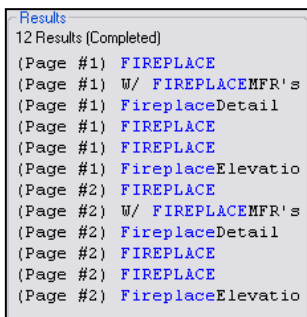 Results
12 Results (Completed)
(Page #1) FIREPLACE
(Page #1) W/ FIREPLACEMFR's
(Page #1) FireplaceDetail
(Page #1) FIREPLACE
(Page #1) FIREPLACE
(Page #1) FireplaceElevatio
(Page #2) FIREPLACE
(Page #2) W/ FIREPLACEMFR's
(Page #2) FireplaceDetail
(Page #2) FIREPLACE
(Page #2) FIREPLACE
(Page #2) FireplaceElevatio